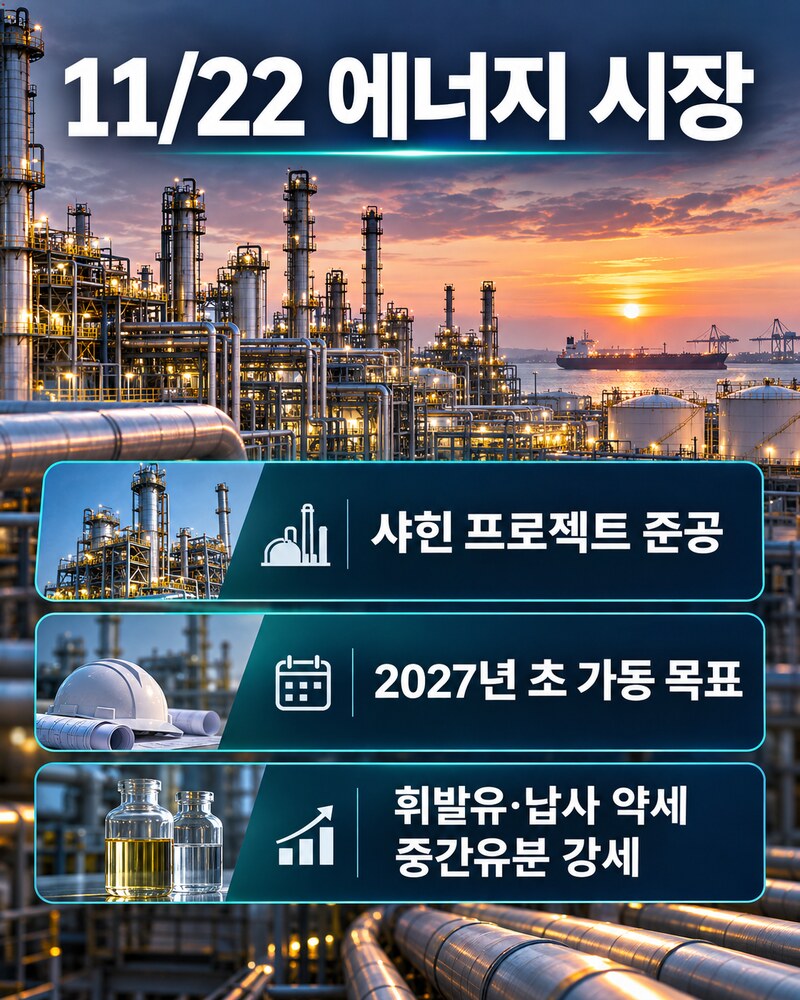 11/22 에너지 시장
샤힌 프로젝트 준공
2027년 초 가동 목표
휘발유·납사 약세
중간유분 강세